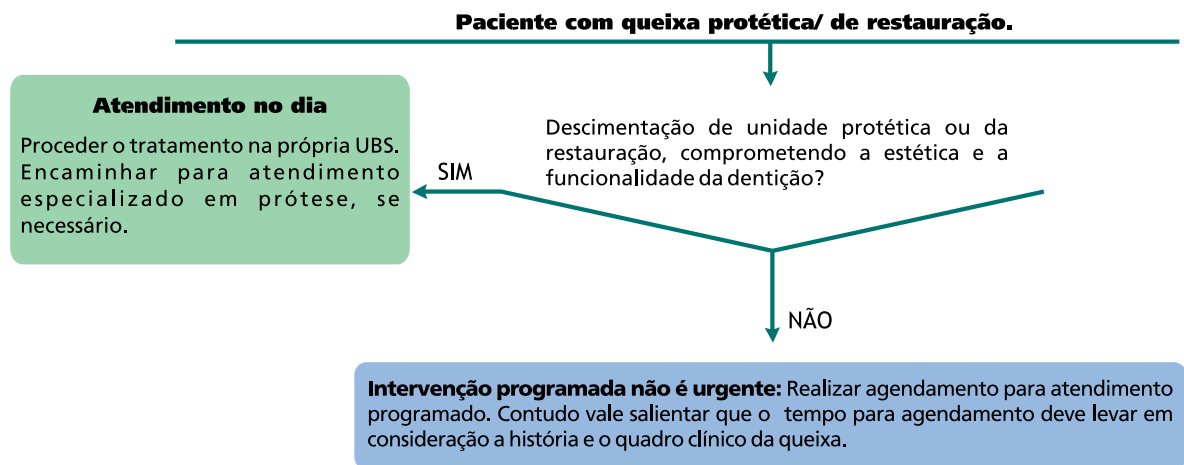 Paciente com queixa protética/ de restauração.
Atendimento no dia
Proceder o tratamento na própria UBS.
Encaminhar para atendimento
especializado em prótese, se
necessário.
SIM
Descimentação de unidade protética ou da
restauração, comprometendo a estética e a
funcionalidade da dentição?
NÃO
Intervenção programada não é urgente: Realizar agendamento para atendimento
programado. Contudo vale salientar que o tempo para agendamento deve levar em
consideração a história e o quadro clínico da queixa.